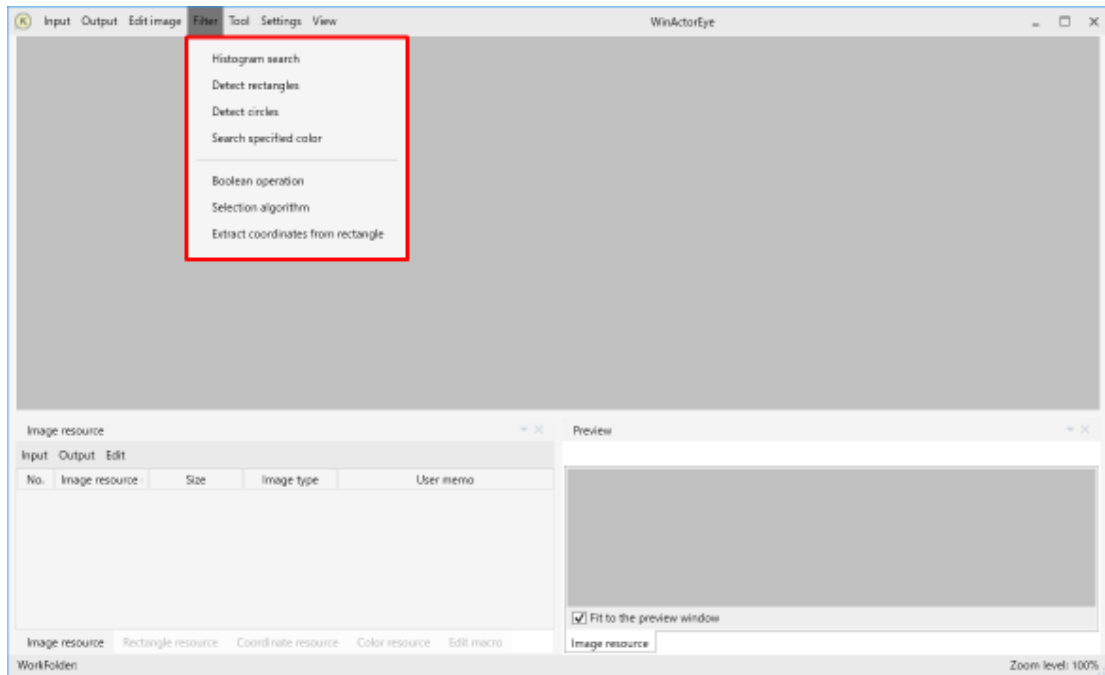 K Input Output Edit image Filter Tool Settings View WinActorEye
Histogram search
Detect rectangles
Detect circles
Search specified color
Boolean operation
Selection algorithm
Extract coordinates from rectangle
Image resource
Input Output Edit
No. Image resource Size Image type User memo
Image resource Rectangle resource Coordinate resource Color resource Edit macro
Preview
Fit to the preview window
Image resource
WorkFolder: Zoom level: 100%